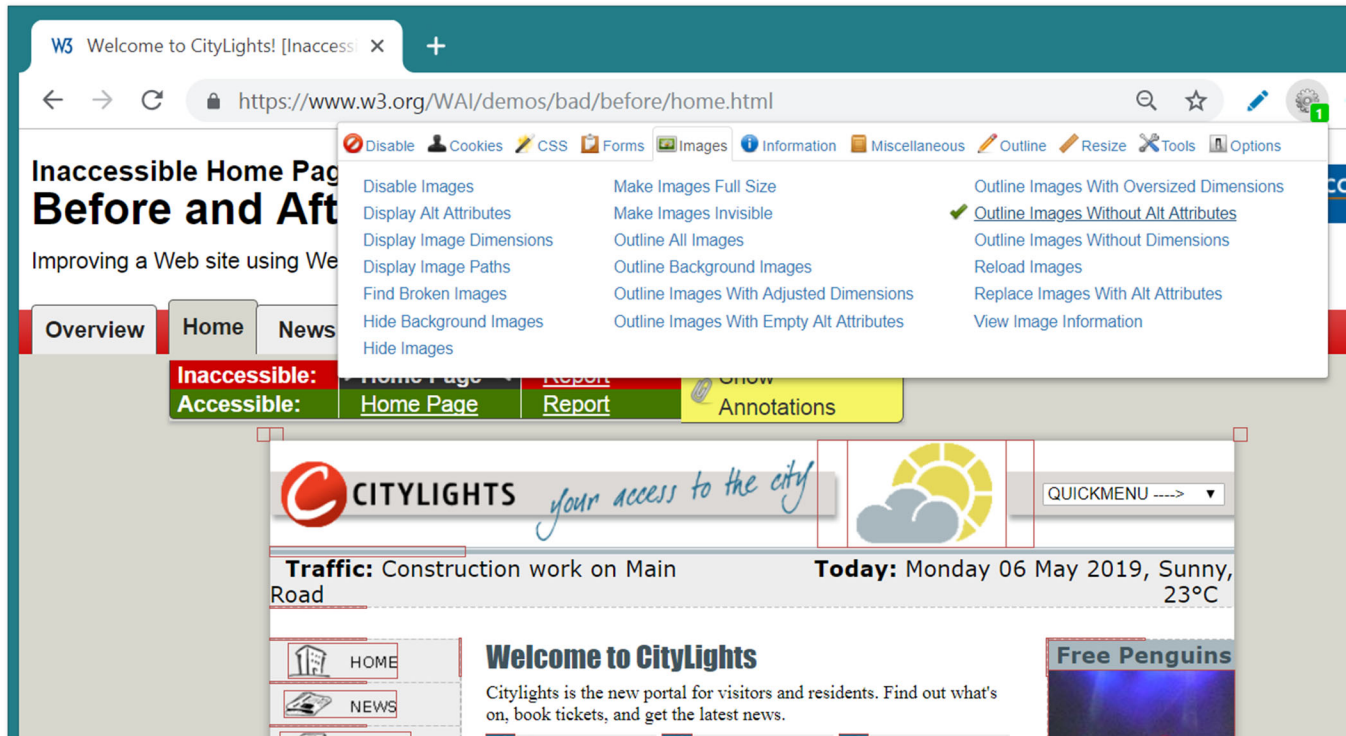 W3 Welcome to CityLights! [Inaccess
https://www.w3.org/WAI/demos/bad/before/home.html
1
Disable Cookies CSS Forms Images Information Miscellaneous Outline Resize Tools Options
Disable Images
Display Alt Attributes
Display Image Dimensions
Display Image Paths
Find Broken Images
Hide Background Images
Hide Images
Make Images Full Size
Make Images Invisible
Outline All Images
Outline Background Images
Outline Images With Adjusted Dimensions
Outline Images With Empty Alt Attributes
Outline Images With Oversized Dimensions
Outline Images Without Alt Attributes
Outline Images Without Dimensions
Reload Images
Replace Images With Alt Attributes
View Image Information
Inaccessible Home Pag
Before and Aft
Improving a Web site using We
Overview Home News
Inaccessible: Home Page Report
Accessible: Home Page Report
Show
Annotations
CITYLIGHTS your access to the city
QUICKMENU ---->
Traffic: Construction work on Main
Road
Today: Monday 06 May 2019, Sunny,
23°C
HOME
NEWS
Welcome to CityLights
Citylights is the new portal for visitors and residents. Find out what's
on, book tickets, and get the latest news.
Free Penguins